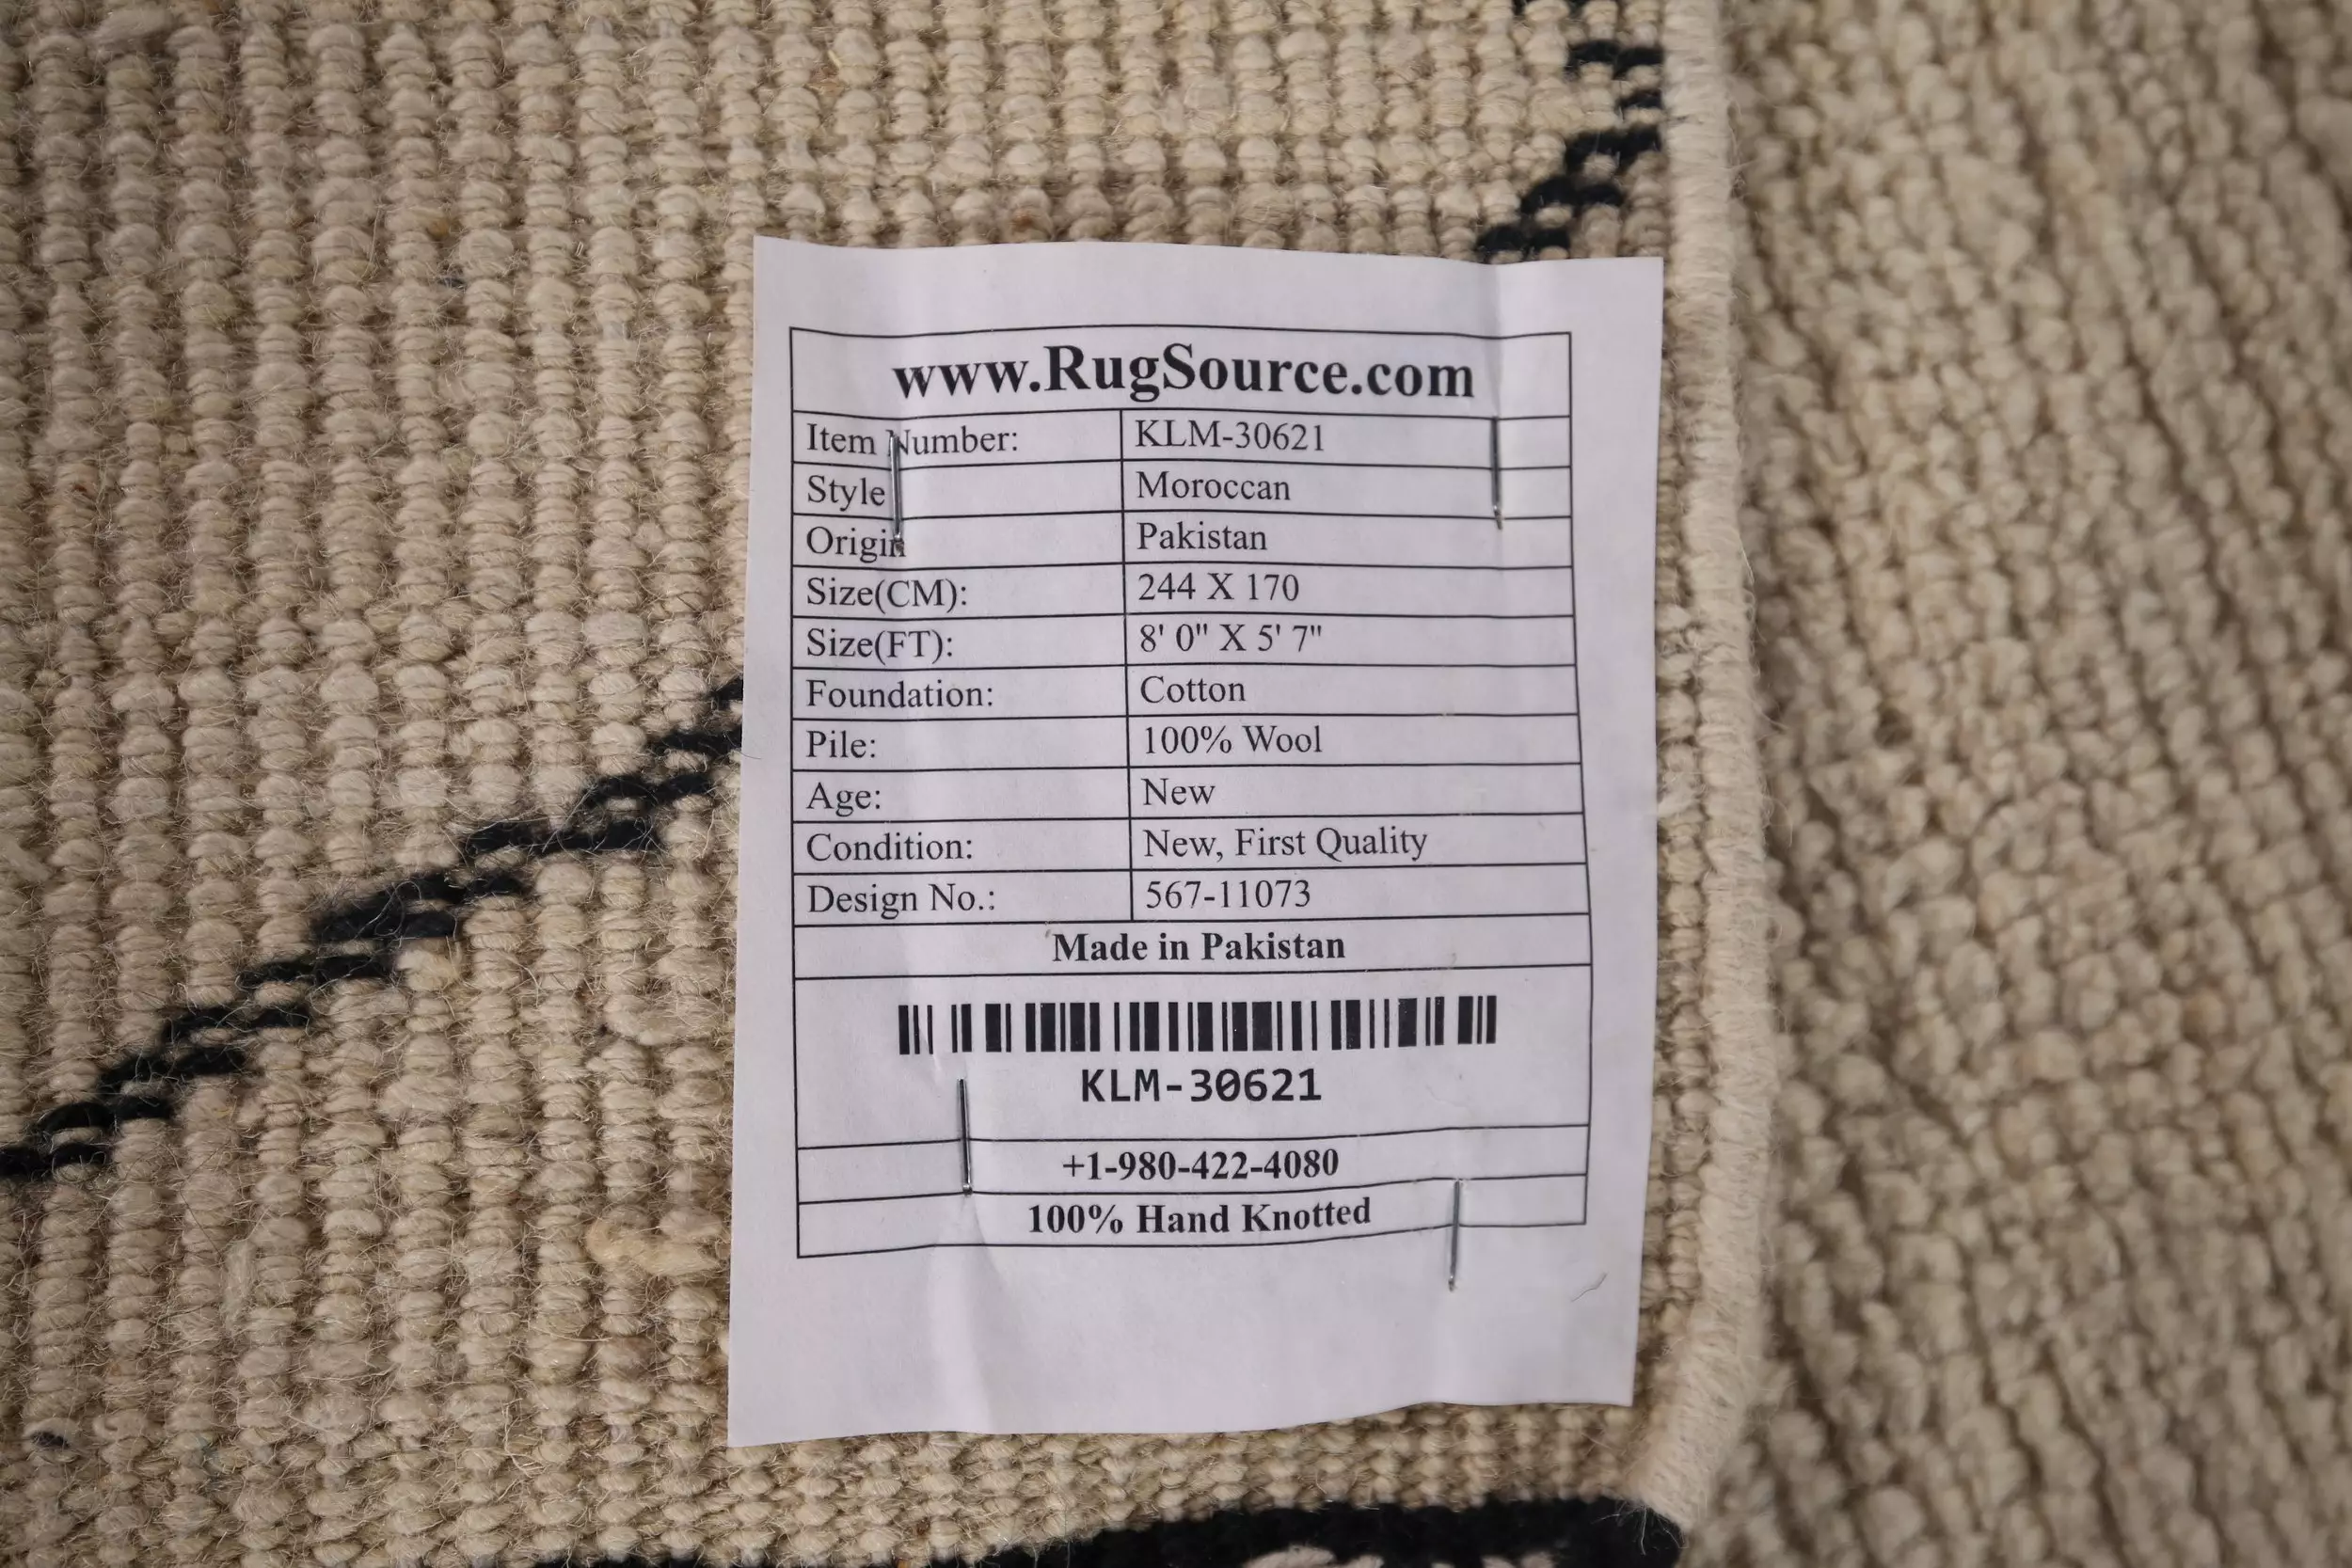 www.RugSource.com
Item Number: KLM-30621
Style Moroccan
Origin Pakistan
Size(CM): 244 X 170
Size(FT): 8' 0" X 5' 7"
Foundation: Cotton
Pile: 100% Wool
Age: New
Condition: New, First Quality
Design No.: 567-11073
Made in Pakistan
KLM-30621
+1-980-422-4080
100% Hand Knotted